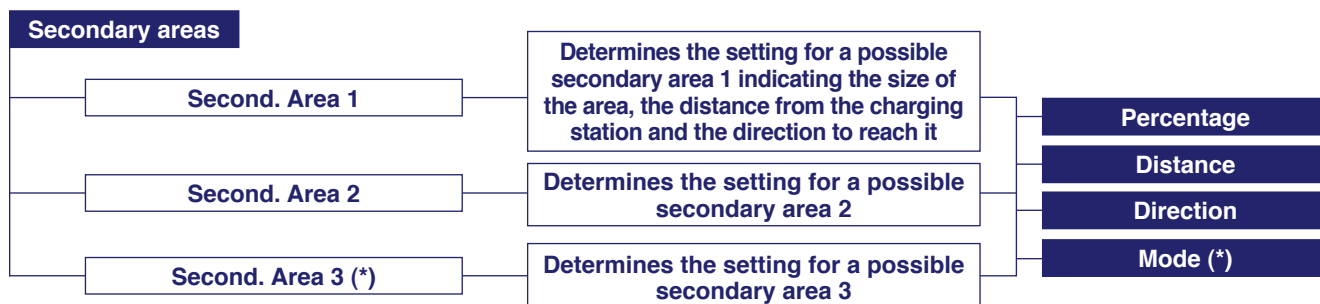 Secondary areas
Second. Area 1
Determines the setting for a possible
secondary area 1 indicating the size of
the area, the distance from the charging
station and the direction to reach it
Second. Area 2
Determines the setting for a possible
secondary area 2
Second. Area 3 (*)
Determines the setting for a possible
secondary area 3
Percentage
Distance
Direction
Mode (*)